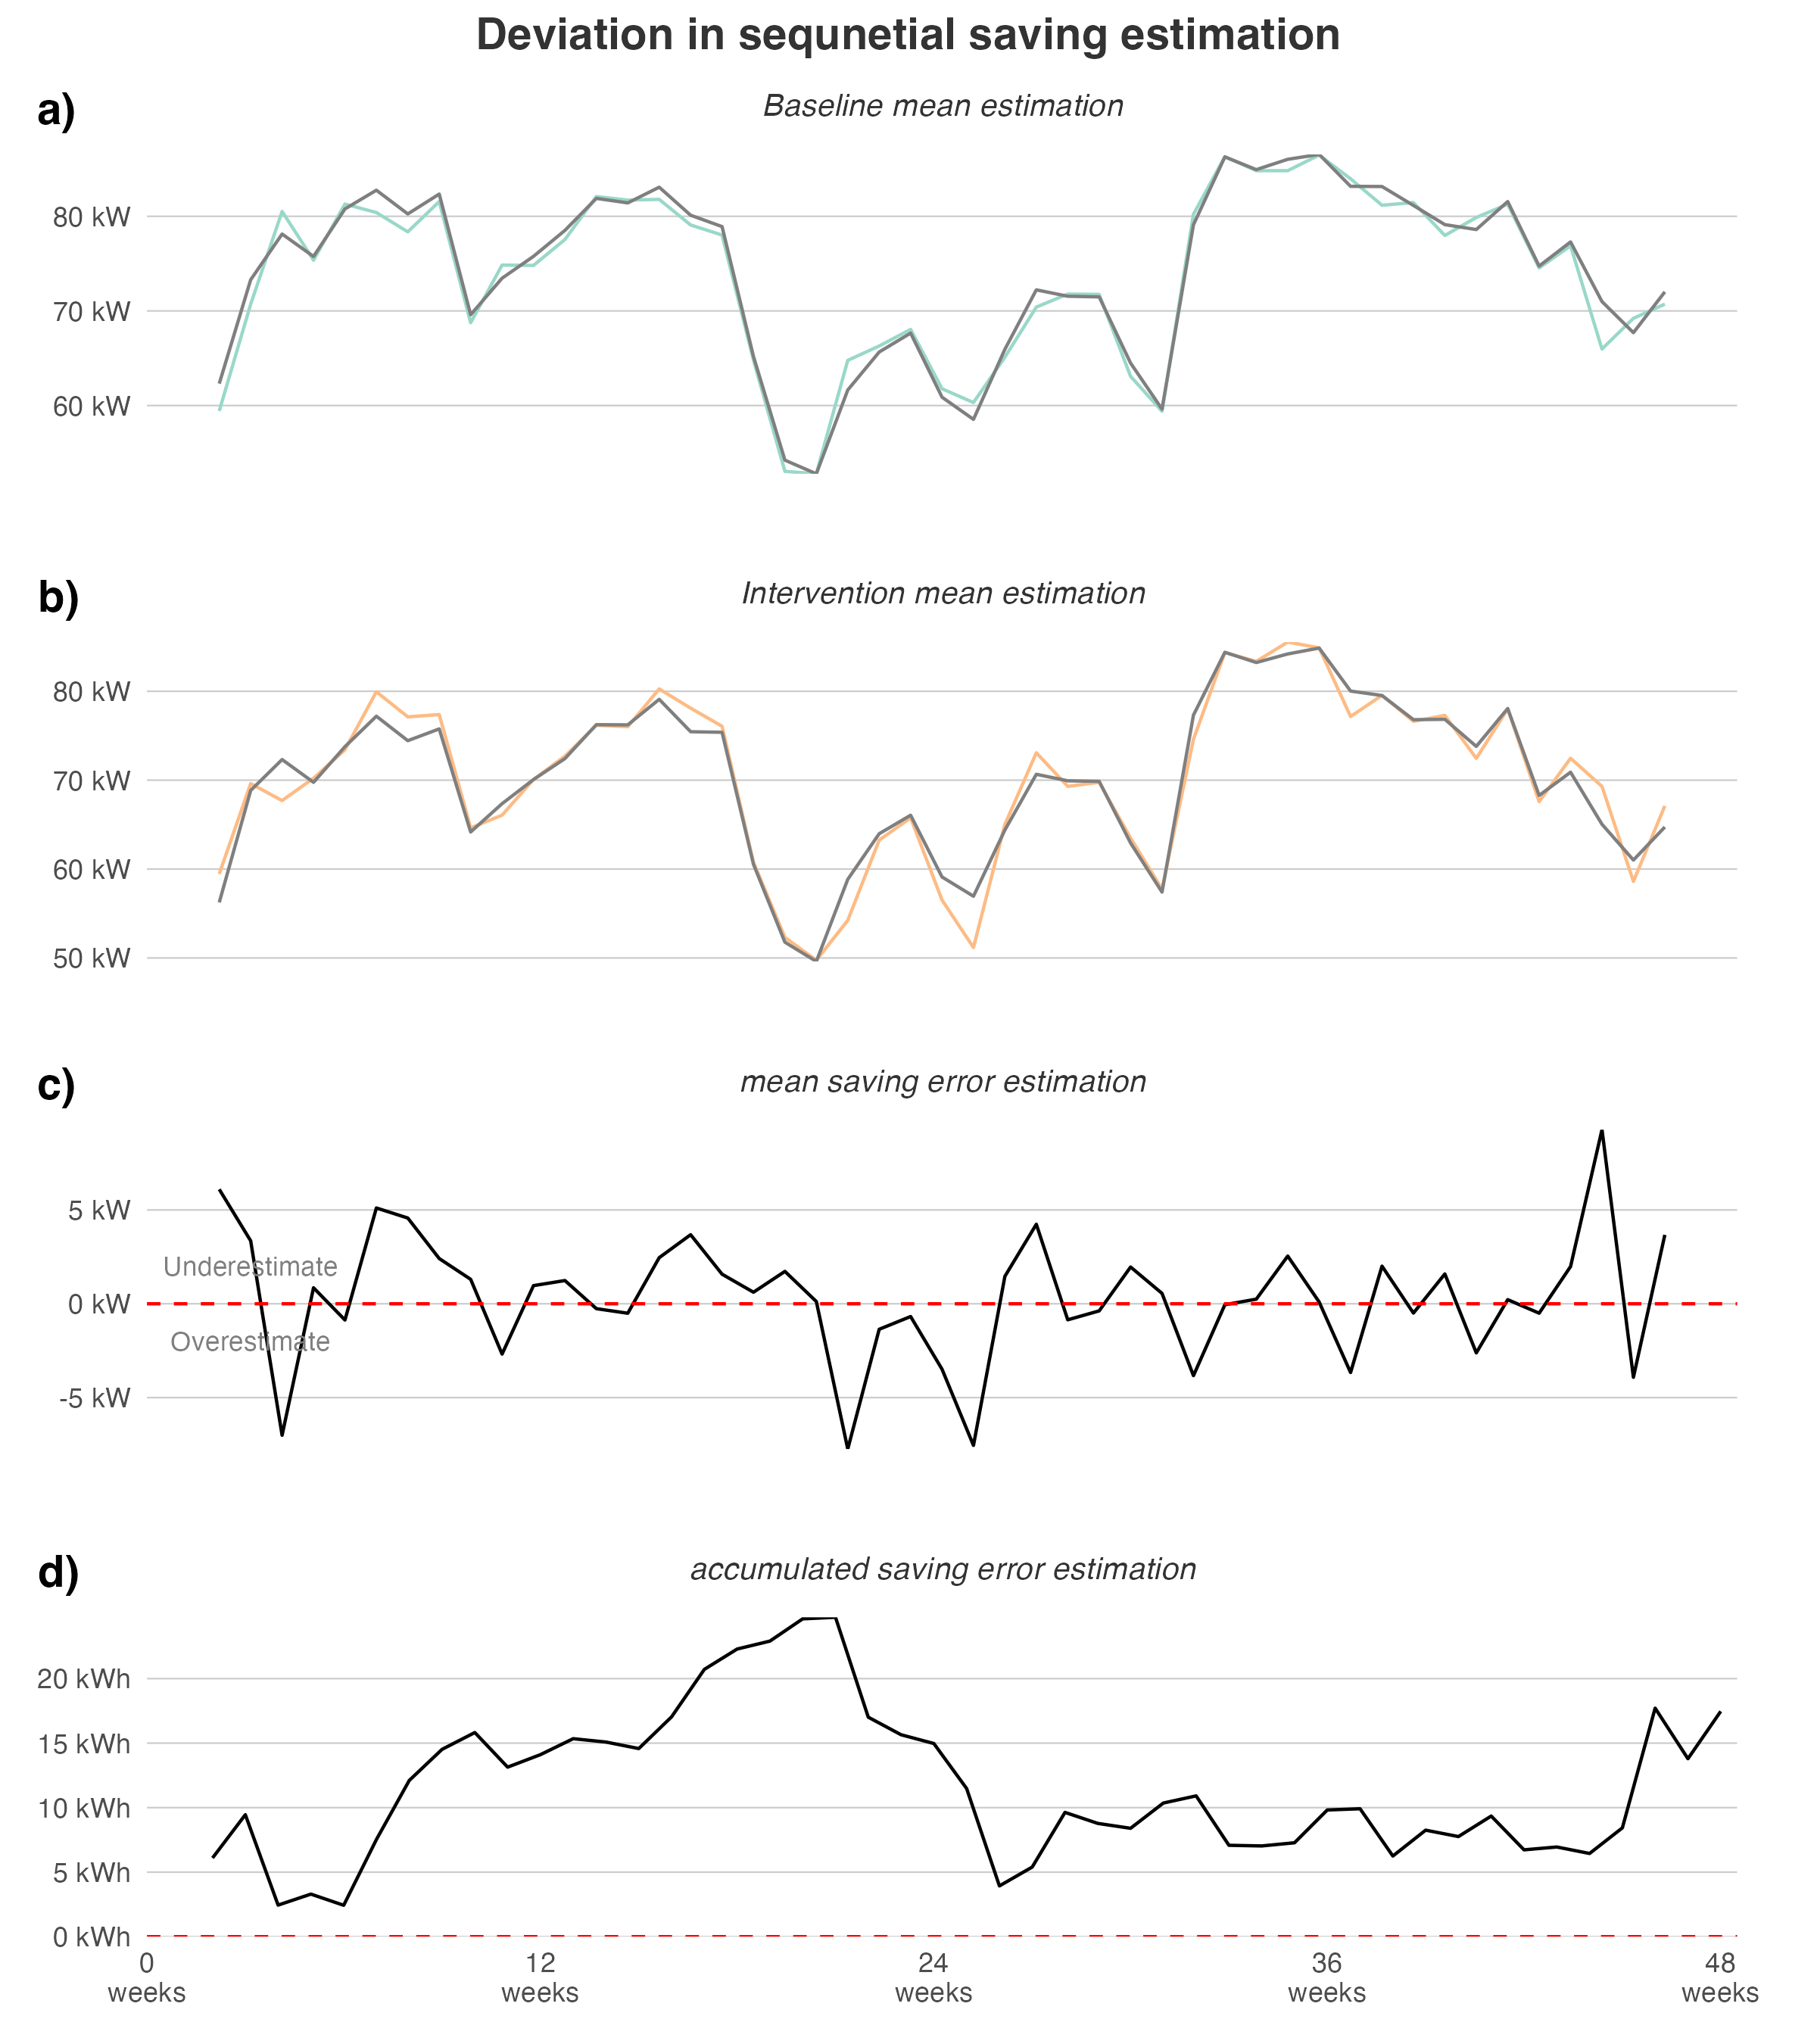 Deviation in sequnetial saving estimation
a)
Baseline mean estimation
80 kW
70 kW
60 kW
b)
Intervention mean estimation
80 kW
70 kW
60 kW
50 kW
c)
mean saving error estimation
5 kW
Underestimate
0 kW
Overestimate
-5 kW
d)
accumulated saving error estimation
20 kWh
15 kWh
10 kWh
5 kWh
0 kWh
0 12 24 36 48
weeks weeks weeks weeks weeks